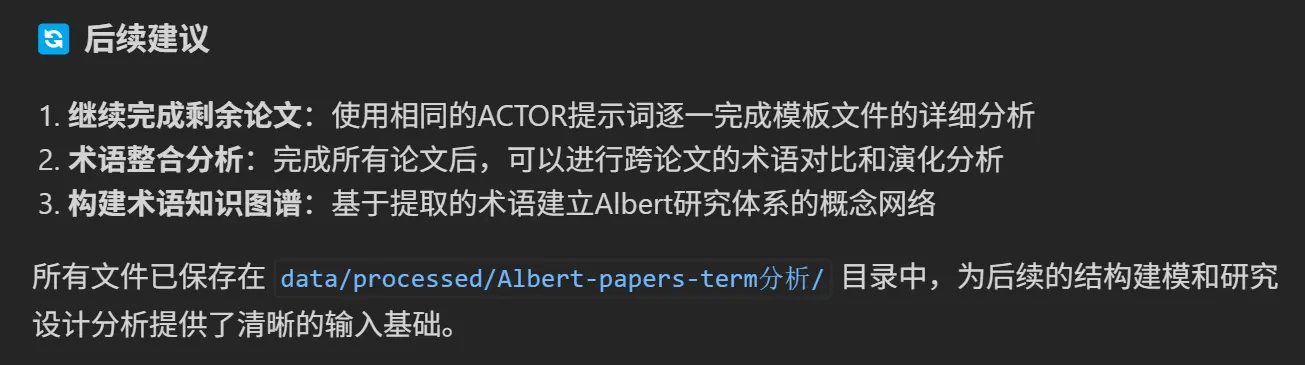 后续建议
1. 继续完成剩余论文：使用相同的ACTOR提示词逐一完成模板文件的详细分析
2. 术语整合分析：完成所有论文后，可以进行跨论文的术语对比和演化分析
3. 构建术语知识图谱：基于提取的术语建立Albert研究体系的概念网络
所有文件已保存在 data/processed/Albert-papers-term分析/ 目录中，为后续的结构建模和研究
设计分析提供了清晰的输入基础。